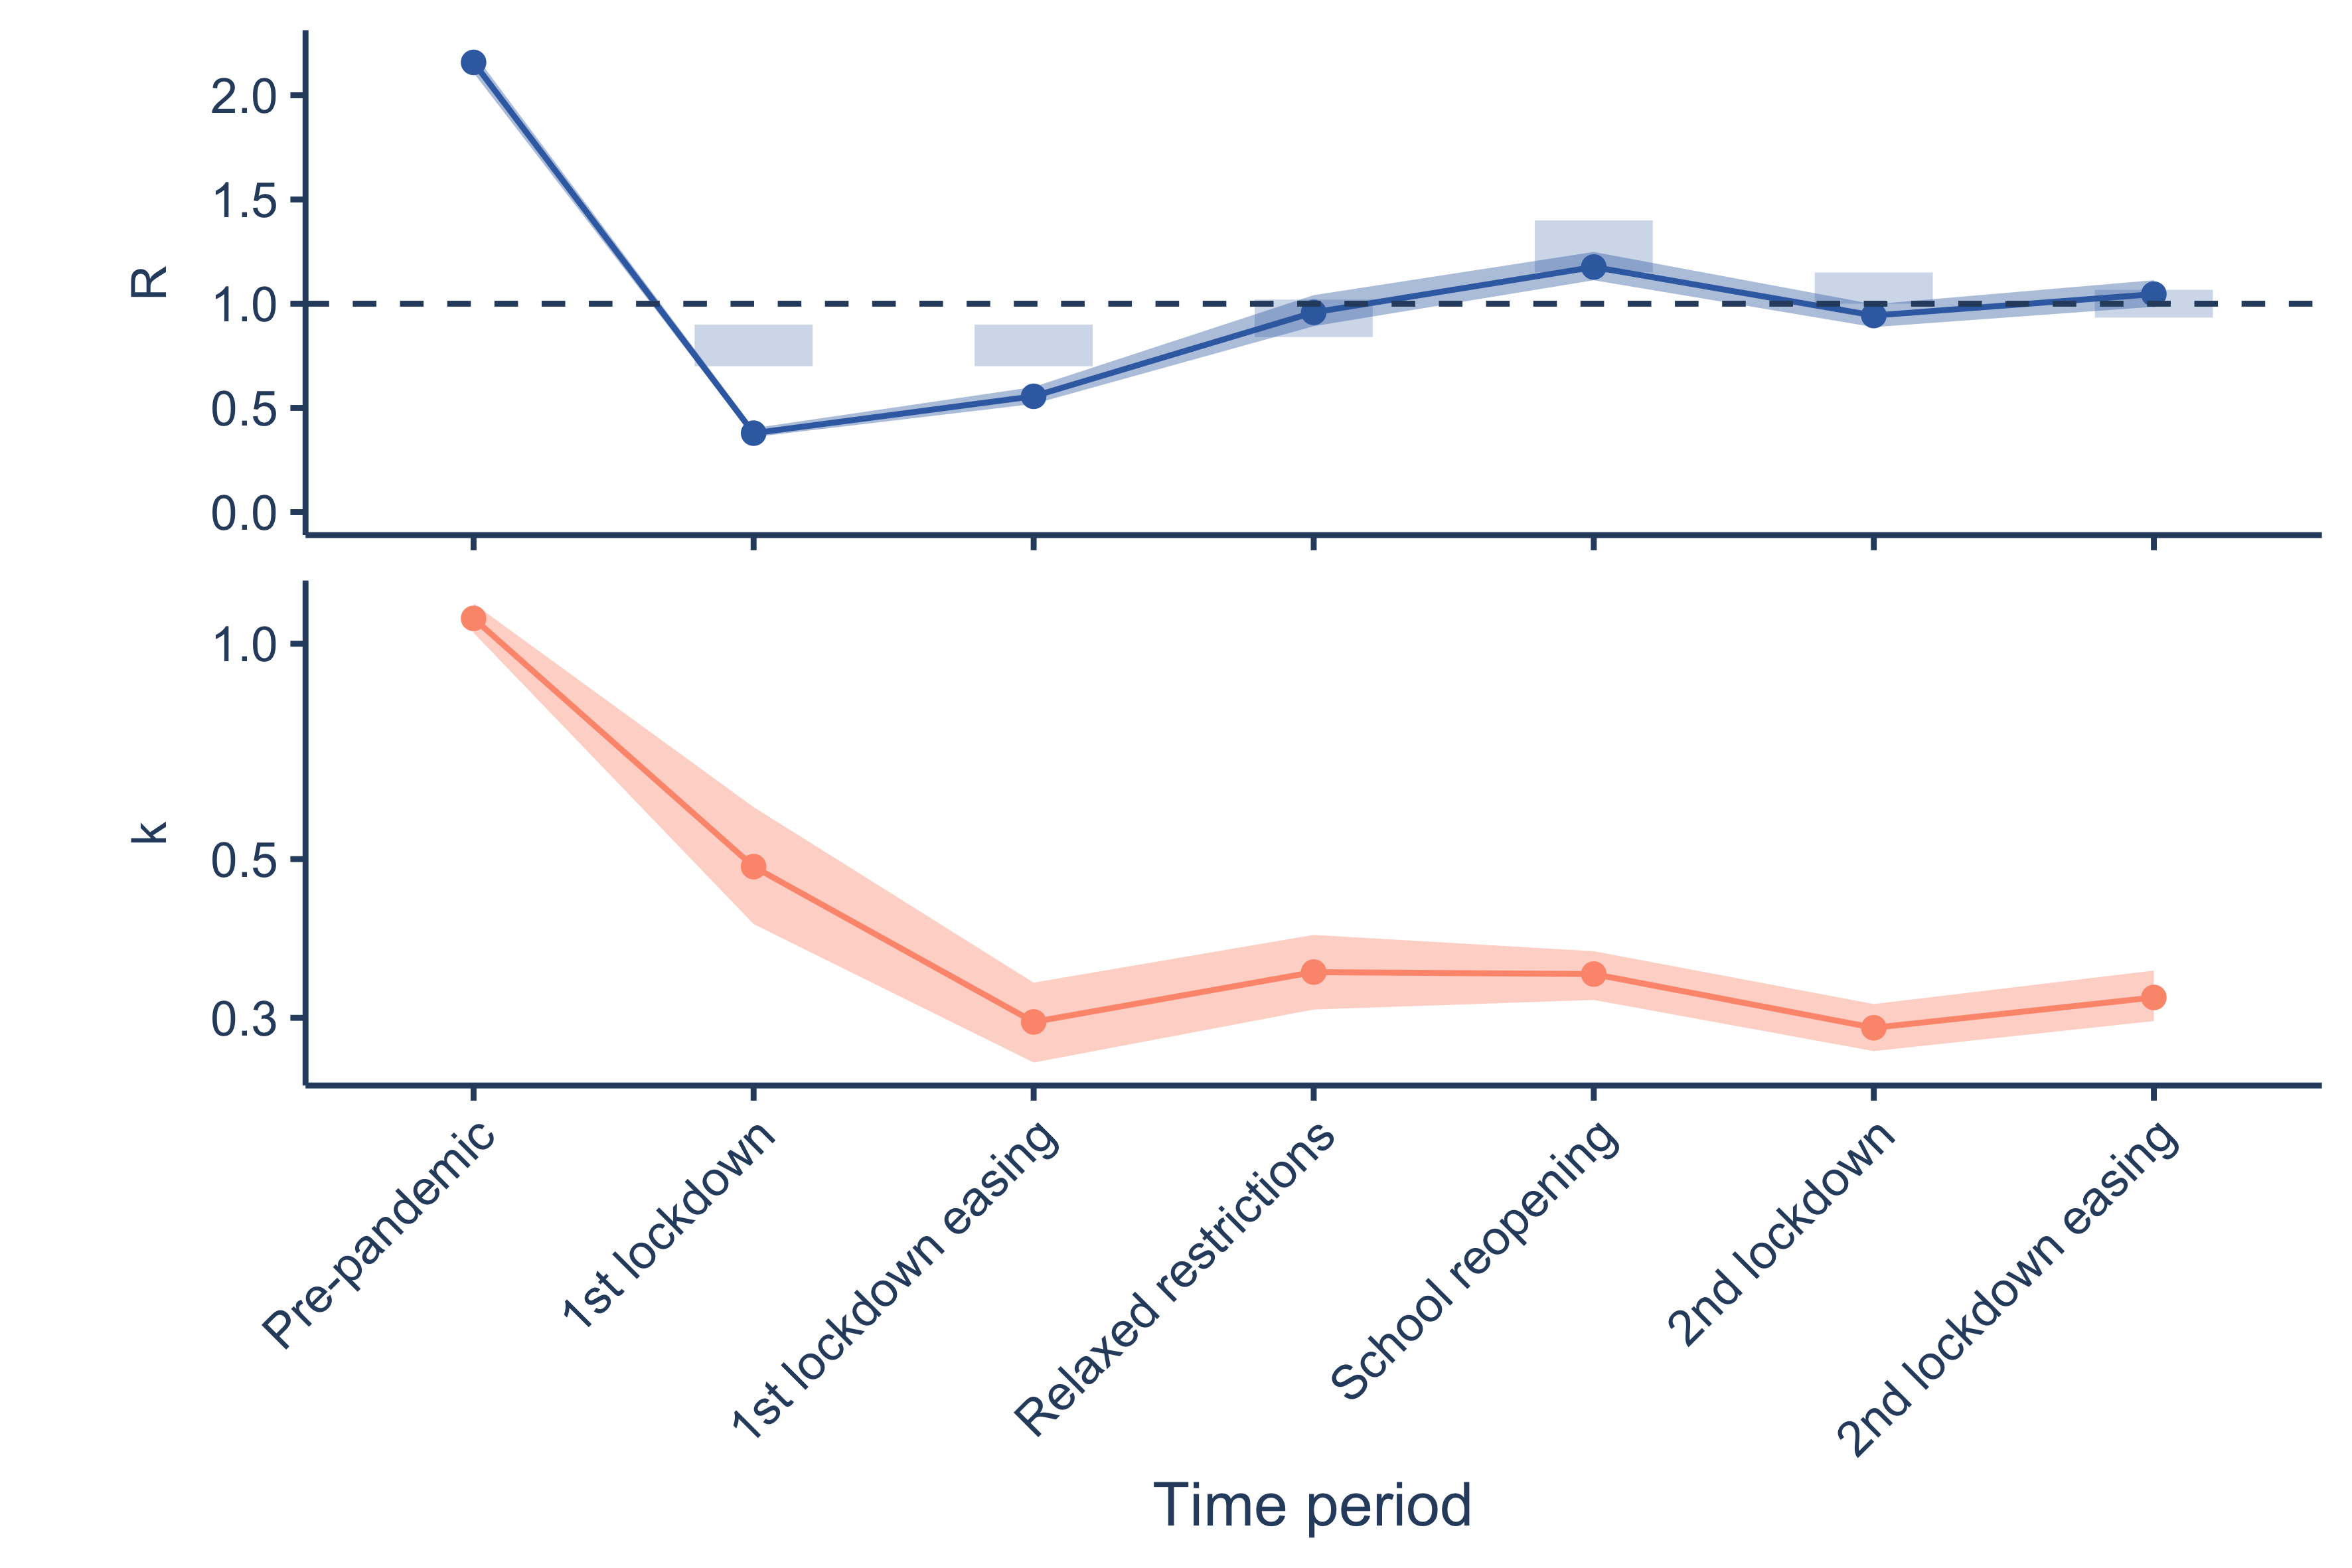 R
2.0
1.5
1.0
0.5
0.0
k
1.0
0.5
0.3
Pre-pandemic
1st lockdown
1st lockdown easing
Relaxed restrictions
School reopening
2nd lockdown
2nd lockdown easing
Time period